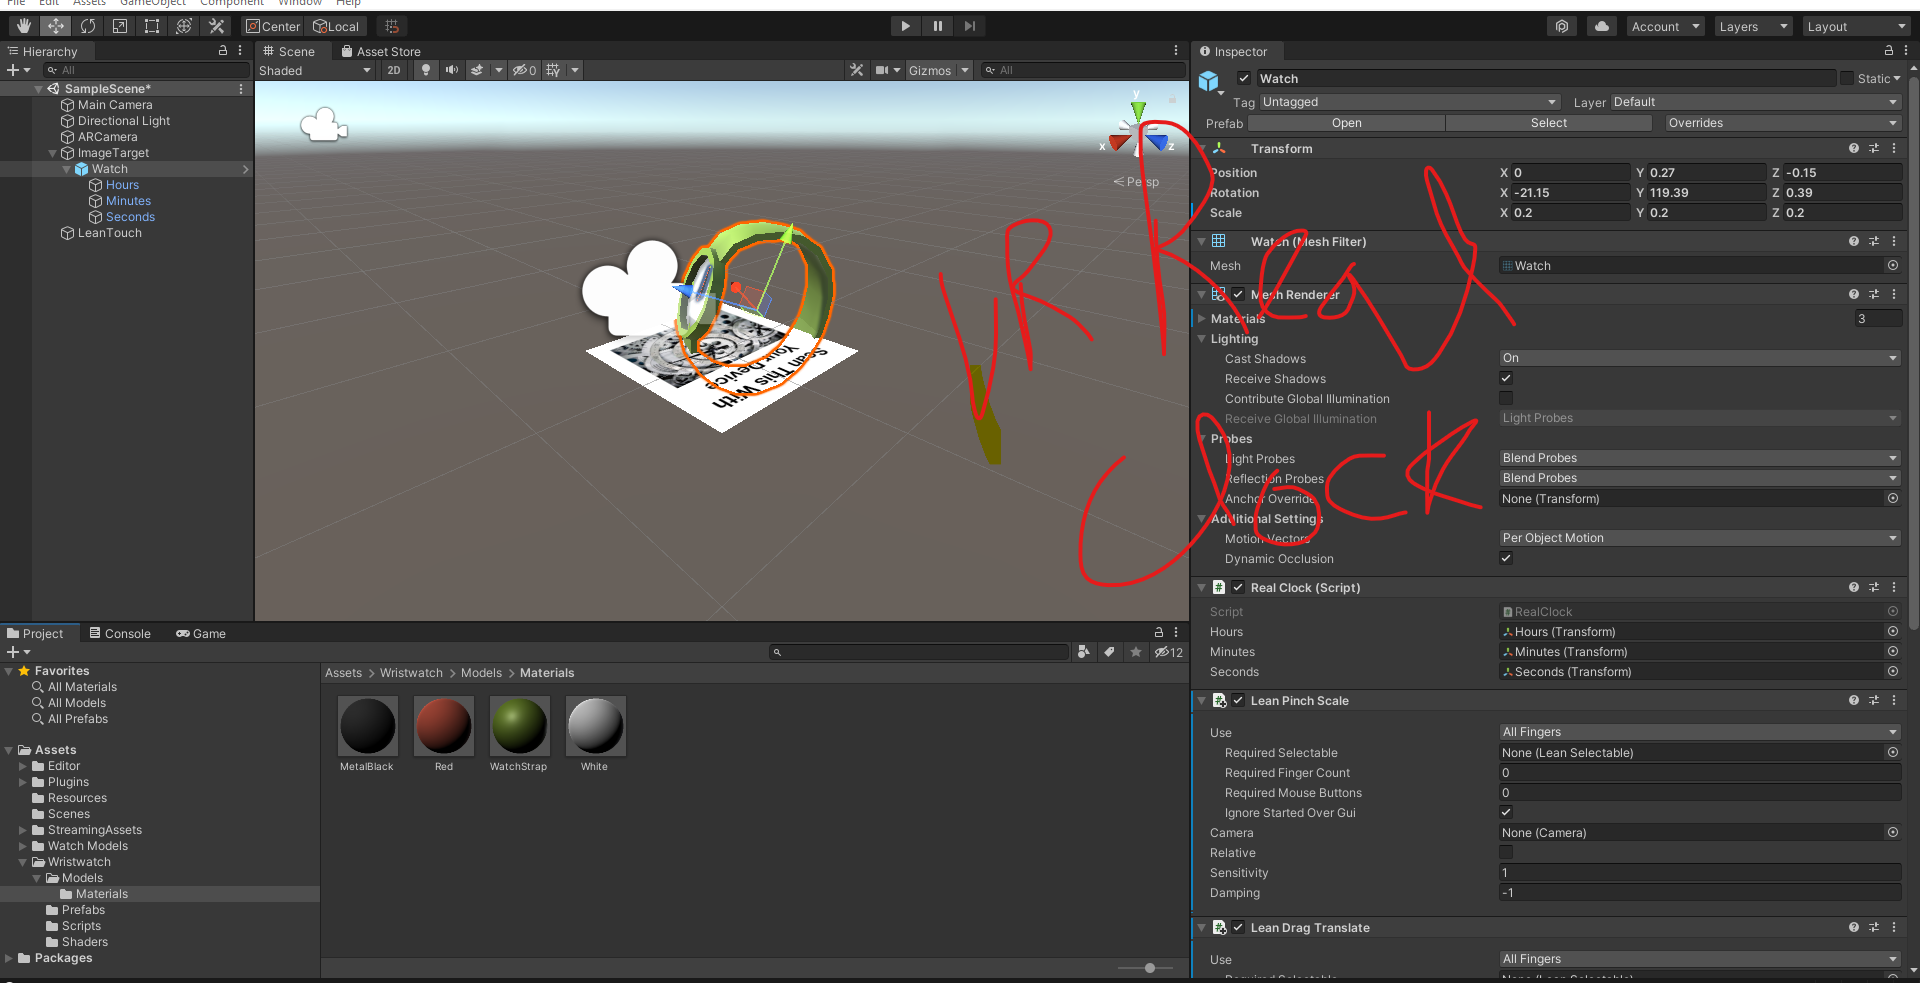 File Edit Assets GameObject Component Window Help
Center Local
Account Layers Layout
Hierarchy
All
SampleScene*
Main Camera
Directional Light
ARCamera
ImageTarget
Watch
Hours
Minutes
Seconds
LeanTouch
Scene Asset Store
Shaded 2D 0 Gizmos All
y
x z
Persp
Scan This With
Your Device
VR Real
Clock
Project Console Game
12
Favorites
All Materials
All Models
All Prefabs
Assets
Editor
Plugins
Resources
Scenes
StreamingAssets
Watch Models
Wristwatch
Models
Materials
Prefabs
Scripts
Shaders
Packages
Assets > Wristwatch > Models > Materials
MetalBlack Red WatchStrap White
Inspector
Watch Static
Tag Untagged Layer Default
Prefab Open Select Overrides
Transform
Position X 0 Y 0.27 Z -0.15
Rotation X -21.15 Y 119.39 Z 0.39
Scale X 0.2 Y 0.2 Z 0.2
Watch (Mesh Filter)
Mesh Watch
Mesh Renderer
Materials 3
Lighting
Cast Shadows On
Receive Shadows
Contribute Global Illumination
Receive Global Illumination Light Probes
Probes
Light Probes Blend Probes
Reflection Probes Blend Probes
Anchor Override None (Transform)
Additional Settings
Motion Vectors Per Object Motion
Dynamic Occlusion
Real Clock (Script)
Script RealClock
Hours Hours (Transform)
Minutes Minutes (Transform)
Seconds Seconds (Transform)
Lean Pinch Scale
Use All Fingers
Required Selectable None (Lean Selectable)
Required Finger Count 0
Required Mouse Buttons 0
Ignore Started Over Gui
Camera None (Camera)
Relative
Sensitivity 1
Damping -1
Lean Drag Translate
Use All Fingers